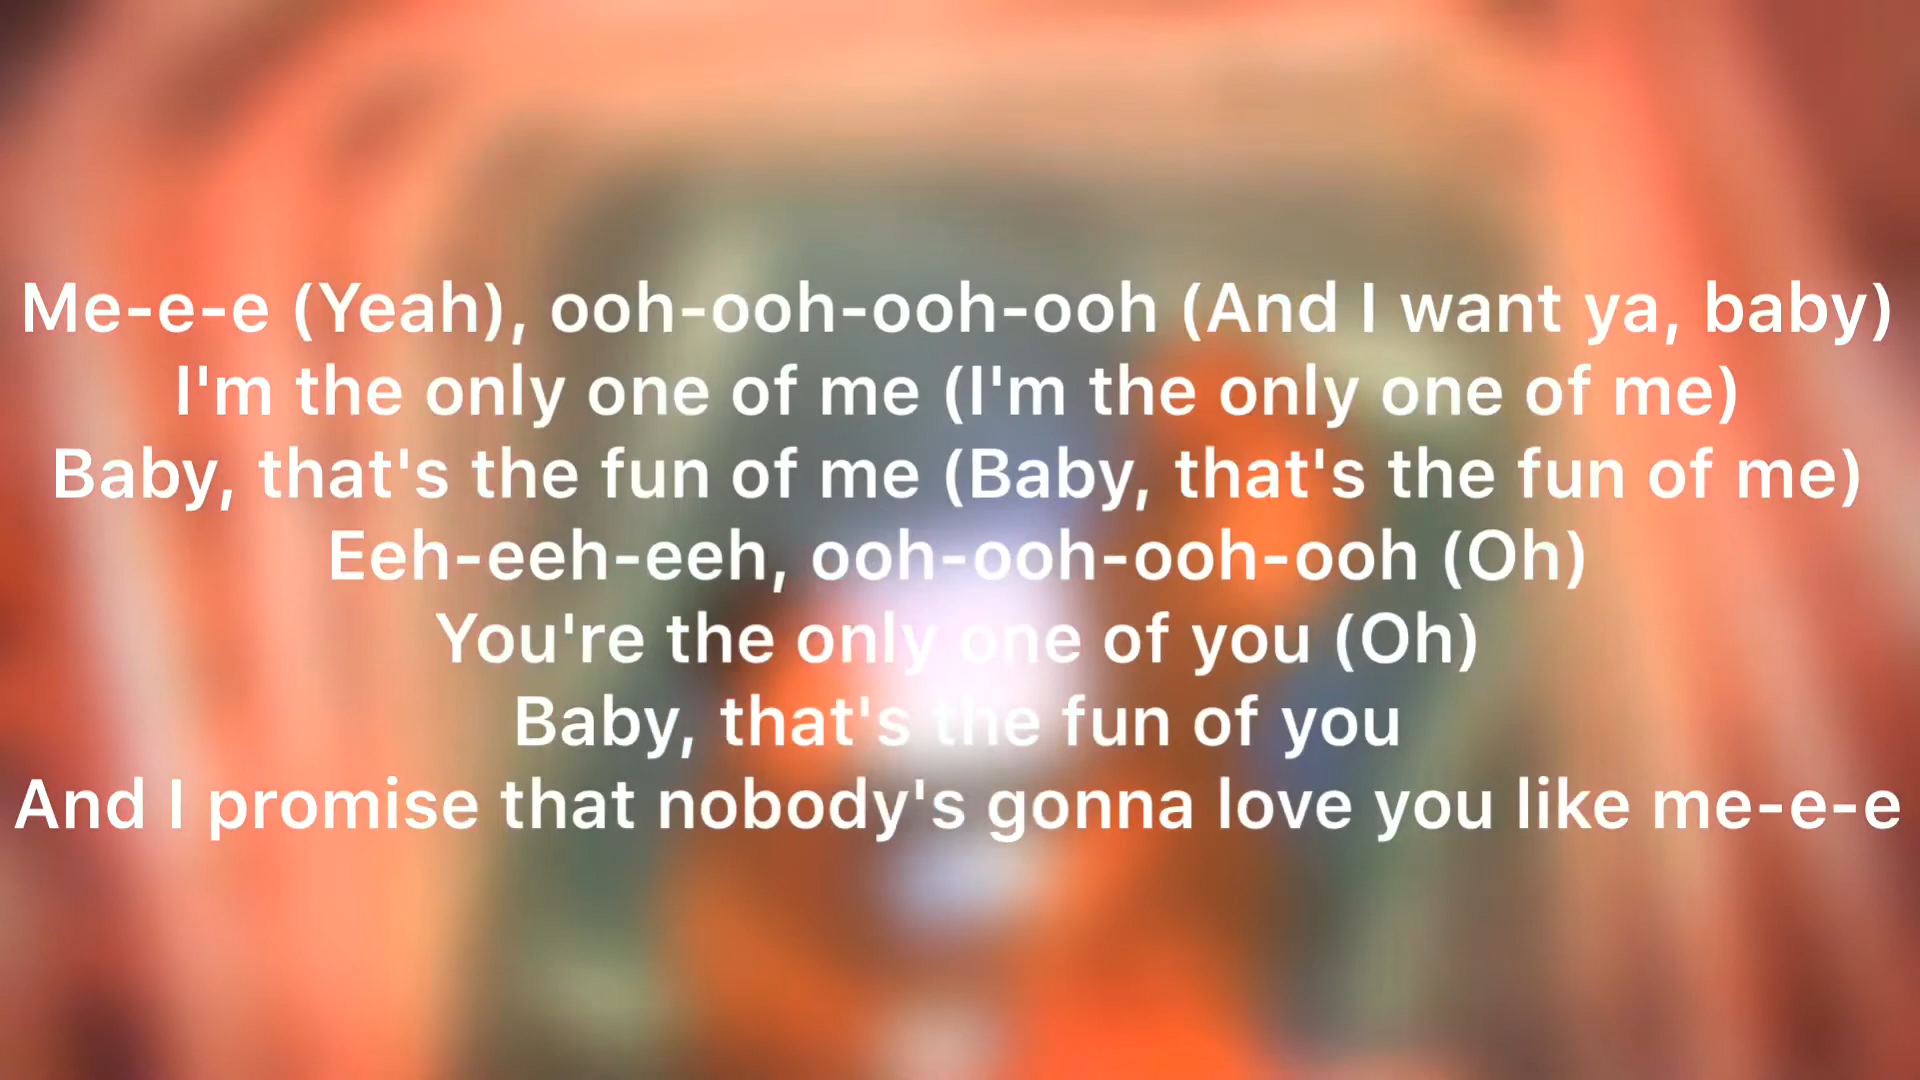 Me-e-e (Yeah), ooh-ooh-ooh-ooh (And I want ya, baby)
I'm the only one of me (I'm the only one of me)
Baby, that's the fun of me (Baby, that's the fun of me)
Eeh-eeh-eeh, ooh-ooh-ooh-ooh (Oh)
You're the only one of you (Oh)
Baby, that's the fun of you
And I promise that nobody's gonna love you like me-e-e